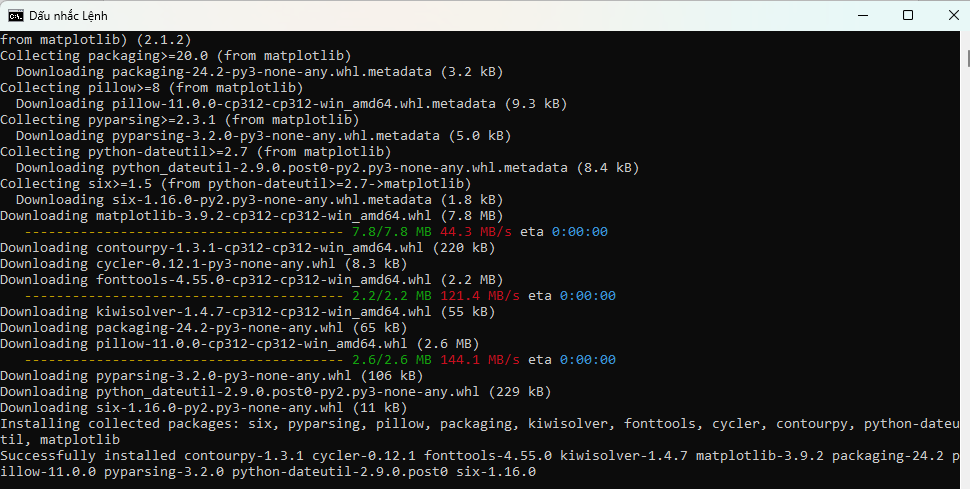 Dấu nhắc Lệnh
from matplotlib) (2.1.2)
Collecting packaging>=20.0 (from matplotlib)
  Downloading packaging-24.2-py3-none-any.whl.metadata (3.2 kB)
Collecting pillow>=8 (from matplotlib)
  Downloading pillow-11.0.0-cp312-cp312-win_amd64.whl.metadata (9.3 kB)
Collecting pyparsing>=2.3.1 (from matplotlib)
  Downloading pyparsing-3.2.0-py3-none-any.whl.metadata (5.0 kB)
Collecting python-dateutil>=2.7 (from matplotlib)
  Downloading python_dateutil-2.9.0.post0-py2.py3-none-any.whl.metadata (8.4 kB)
Collecting six>=1.5 (from python-dateutil>=2.7->matplotlib)
  Downloading six-1.16.0-py2.py3-none-any.whl.metadata (1.8 kB)
Downloading matplotlib-3.9.2-cp312-cp312-win_amd64.whl (7.8 MB)
   ---------------------------------------- 7.8/7.8 MB 44.3 MB/s eta 0:00:00
Downloading contourpy-1.3.1-cp312-cp312-win_amd64.whl (220 kB)
Downloading cycler-0.12.1-py3-none-any.whl (8.3 kB)
Downloading fonttools-4.55.0-cp312-cp312-win_amd64.whl (2.2 MB)
   ---------------------------------------- 2.2/2.2 MB 121.4 MB/s eta 0:00:00
Downloading kiwisolver-1.4.7-cp312-cp312-win_amd64.whl (55 kB)
Downloading packaging-24.2-py3-none-any.whl (65 kB)
Downloading pillow-11.0.0-cp312-cp312-win_amd64.whl (2.6 MB)
   ---------------------------------------- 2.6/2.6 MB 144.1 MB/s eta 0:00:00
Downloading pyparsing-3.2.0-py3-none-any.whl (106 kB)
Downloading python_dateutil-2.9.0.post0-py2.py3-none-any.whl (229 kB)
Downloading six-1.16.0-py2.py3-none-any.whl (11 kB)
Installing collected packages: six, pyparsing, pillow, packaging, kiwisolver, fonttools, cycler, contourpy, python-dateu
til, matplotlib
Successfully installed contourpy-1.3.1 cycler-0.12.1 fonttools-4.55.0 kiwisolver-1.4.7 matplotlib-3.9.2 packaging-24.2 p
illow-11.0.0 pyparsing-3.2.0 python-dateutil-2.9.0.post0 six-1.16.0